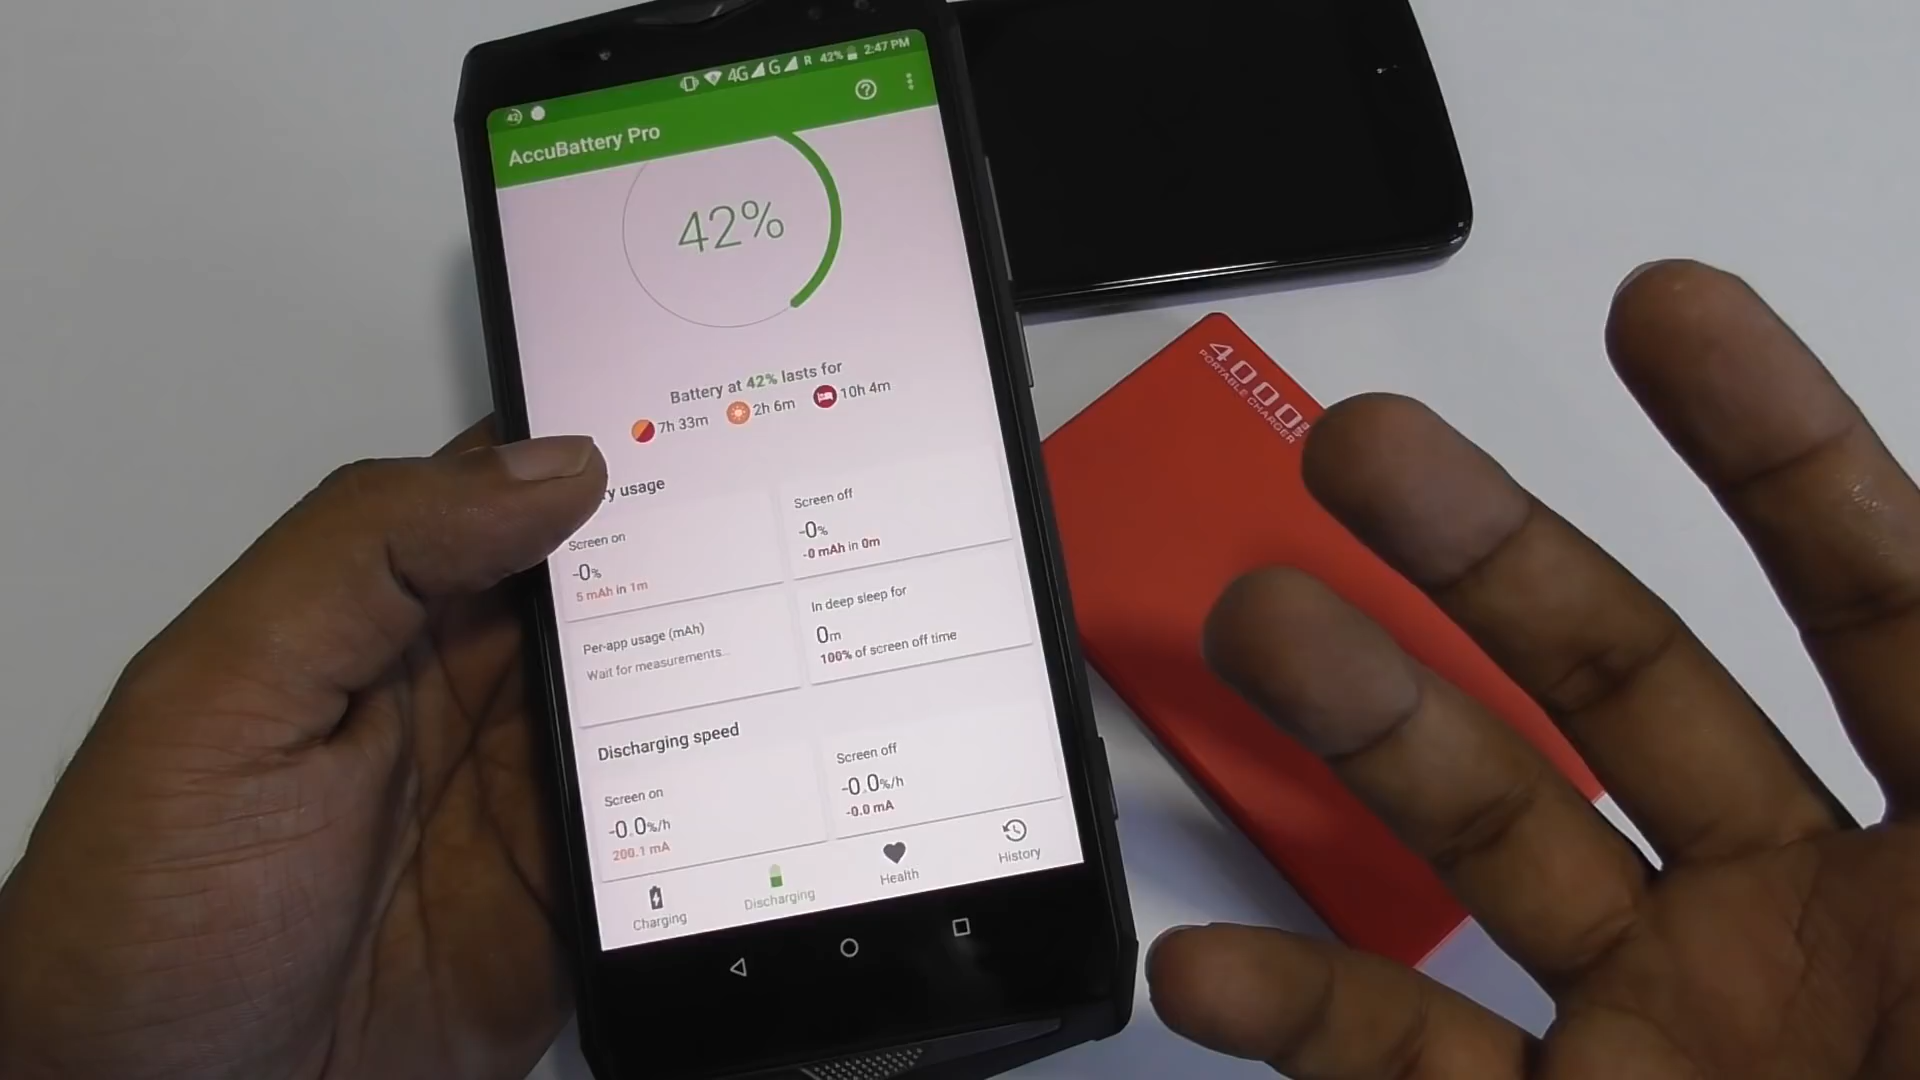 42 4G G R 42% 2:47 PM
AccuBattery Pro
42%
Battery at 42% lasts for
7h 33m 2h 6m 10h 4m
ry usage
Screen on
-0%
5 mAh in 1m
Screen off
-0%
-0 mAh in 0m
Per-app usage (mAh)
Wait for measurements...
In deep sleep for
0m
100% of screen off time
Discharging speed
Screen on
-0.0%/h
200.1 mA
Screen off
-0.0%/h
-0.0 mA
Charging Discharging Health History
4000
PORTABLE CHARGER